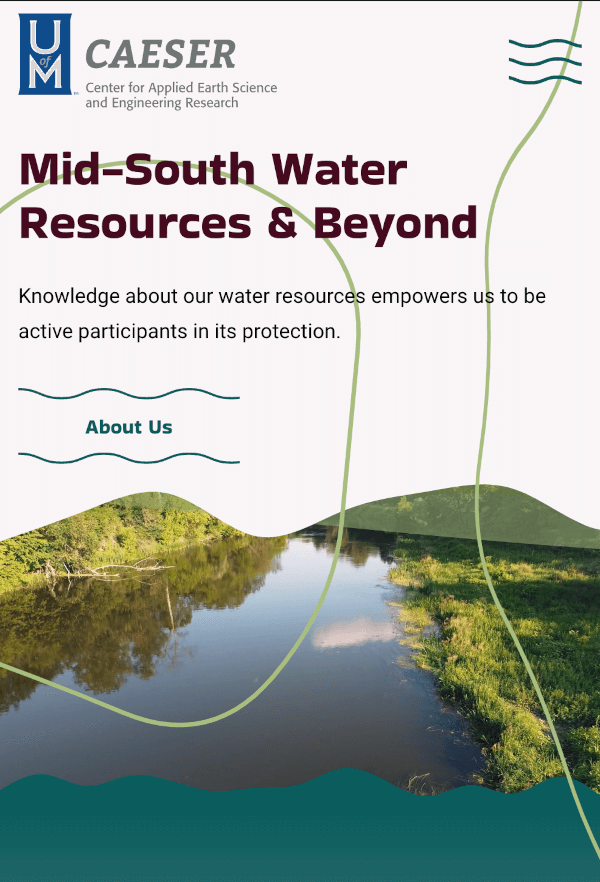 U
of
M
™
CAESER
Center for Applied Earth Science
and Engineering Research
Mid-South Water
Resources & Beyond
Knowledge about our water resources empowers us to be
active participants in its protection.
About Us